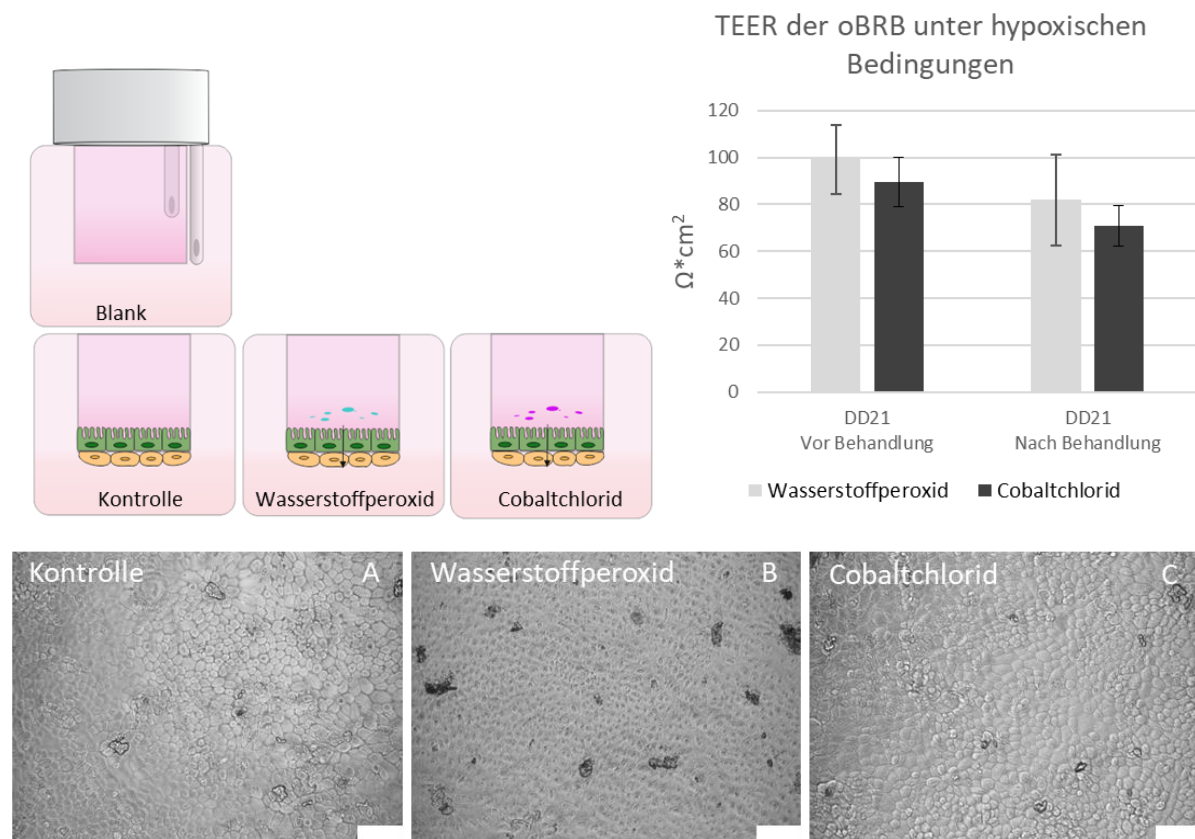 TEER der oBRB unter hypoxischen
Bedingungen
120
100
80
60
40
20
0
Ω*cm²
DD21
Vor Behandlung
DD21
Nach Behandlung
Wasserstoffperoxid
Cobaltchlorid
Blank
Kontrolle
Wasserstoffperoxid
Cobaltchlorid
Kontrolle A
Wasserstoffperoxid B
Cobaltchlorid C